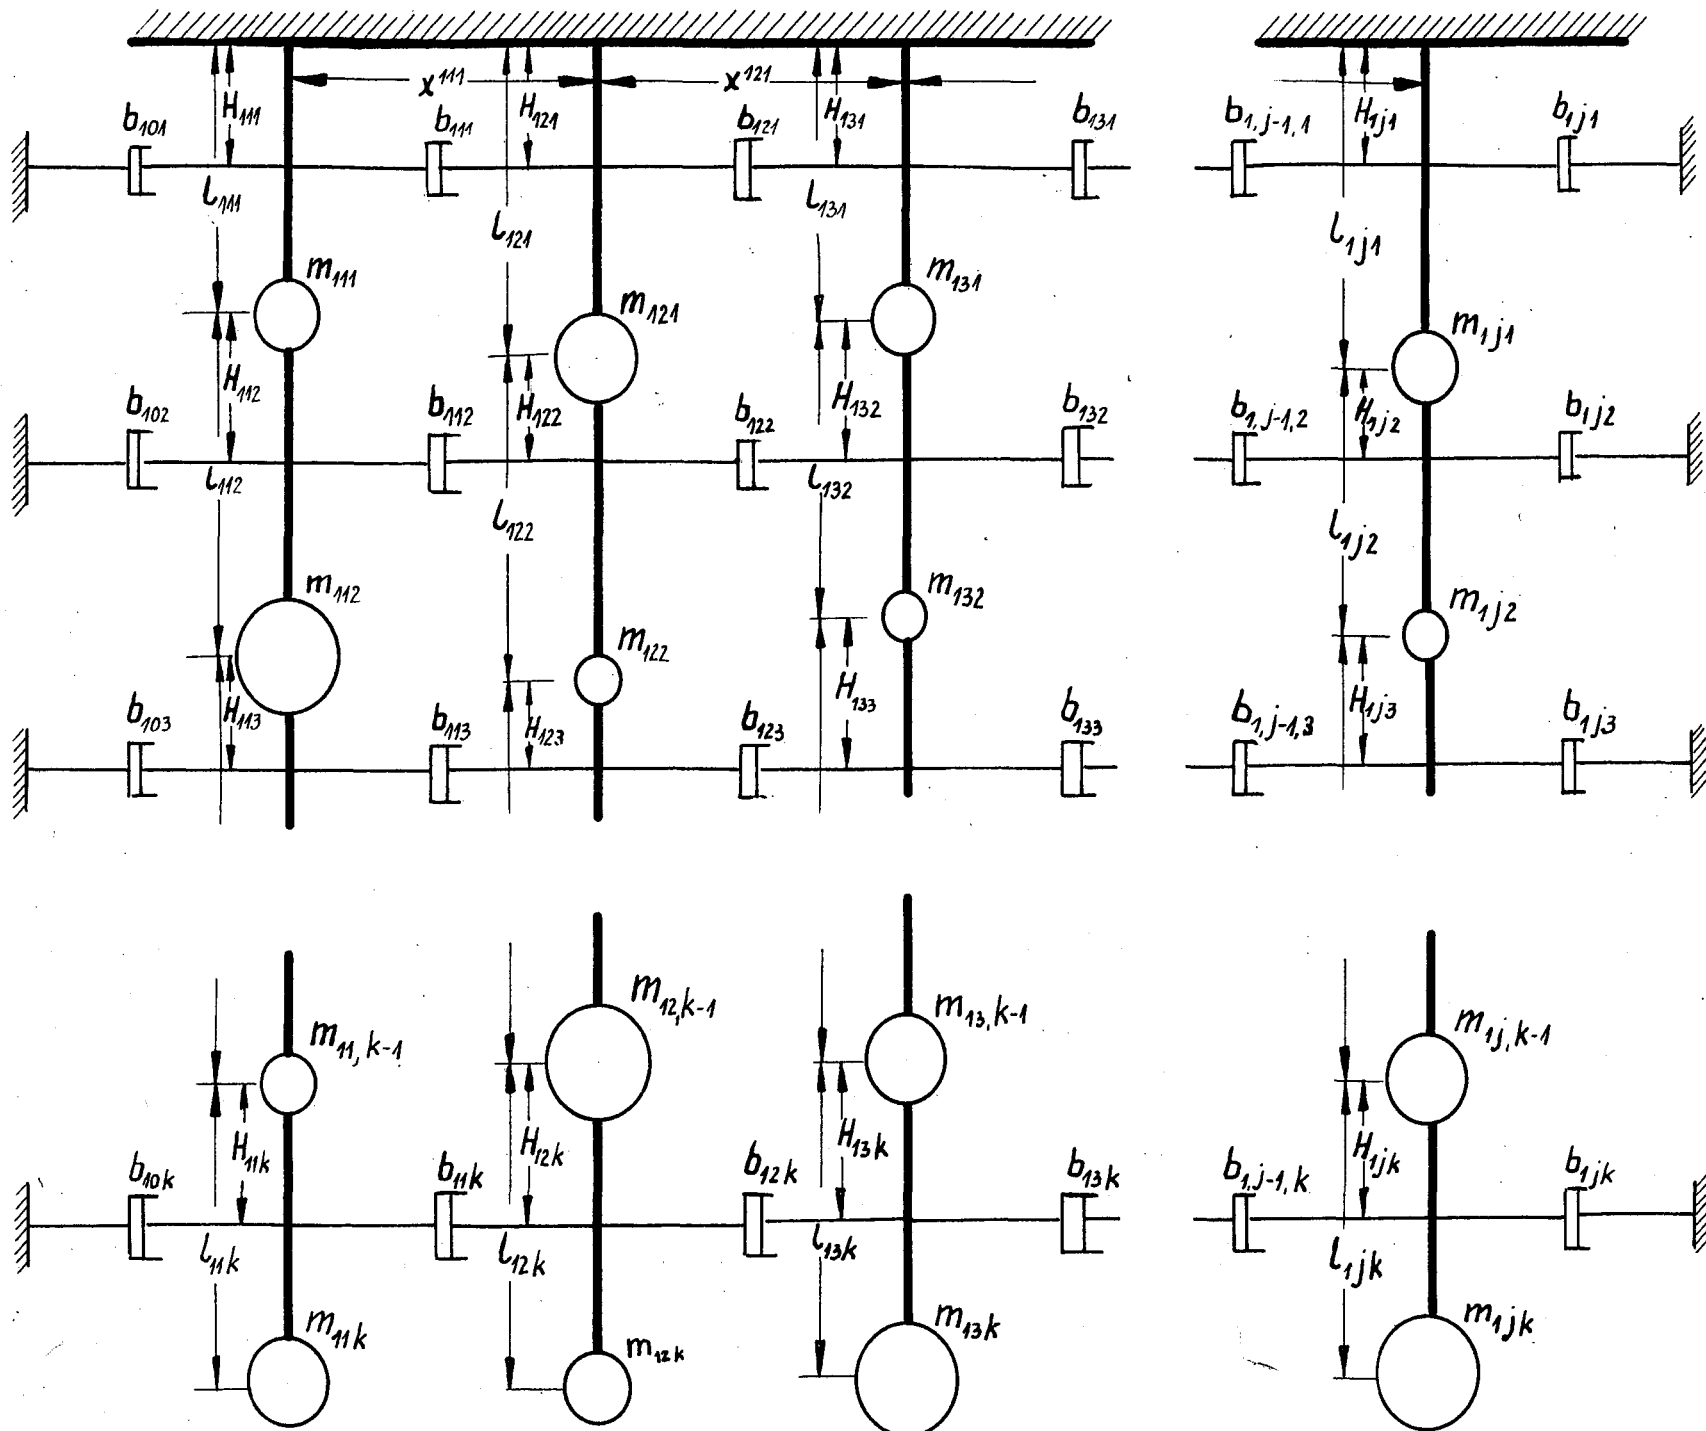 x¹¹¹ x¹²¹
b₁₀₁ H₁₁₁ b₁₁₁ H₁₂₁ b₁₂₁ H₁₃₁ b₁₃₁ b₁,ⱼ₋₁,₁ H₁ⱼ₁ b₁ⱼ₁
l₁₁₁ l₁₂₁ l₁₃₁ l₁ⱼ₁
m₁₁₁ m₁₂₁ m₁₃₁ m₁ⱼ₁
b₁₀₂ H₁₁₂ b₁₁₂ H₁₂₂ b₁₂₂ H₁₃₂ b₁₃₂ b₁,ⱼ₋₁,₂ H₁ⱼ₂ b₁ⱼ₂
l₁₁₂ l₁₂₂ l₁₃₂ l₁ⱼ₂
m₁₁₂ m₁₂₂ m₁₃₂ m₁ⱼ₂
b₁₀₃ H₁₁₃ b₁₁₃ H₁₂₃ b₁₂₃ H₁₃₃ b₁₃₃ b₁,ⱼ₋₁,₃ H₁ⱼ₃ b₁ⱼ₃
m₁₁,ₖ₋₁ m₁₂,ₖ₋₁ m₁₃,ₖ₋₁ m₁ⱼ,ₖ₋₁
b₁₀ₖ H₁₁ₖ b₁₁ₖ H₁₂ₖ b₁₂ₖ H₁₃ₖ b₁₃ₖ b₁,ⱼ₋₁,ₖ H₁ⱼₖ b₁ⱼₖ
l₁₁ₖ l₁₂ₖ l₁₃ₖ l₁ⱼₖ
m₁₁ₖ m₁₂ₖ m₁₃ₖ m₁ⱼₖ